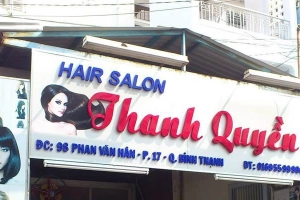 HAIR SALON
Thanh Quyền
ĐC: 96 PHAN VĂN HÂN - P. 17 - Q. BÌNH THẠNH
ĐT: